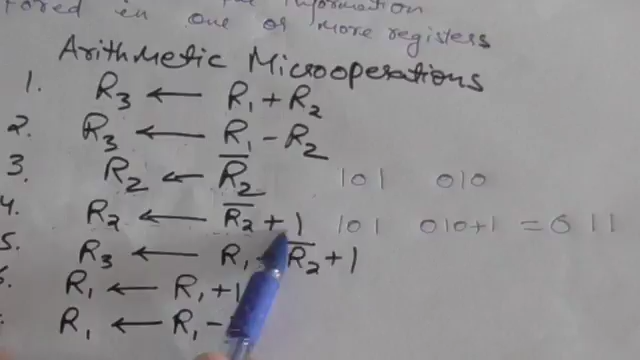 tored in one or more registers
Arithmetic Microoperations
1. R3 ← R1 + R2
2. R3 ← R1 - R2
3. R2 ← R̅2 101 010
4. R2 ← R̅2 + 1 101 010+1 = 011
5. R3 ← R1 R̅2 + 1
R1 ← R1 + 1
R1 ← R1 -